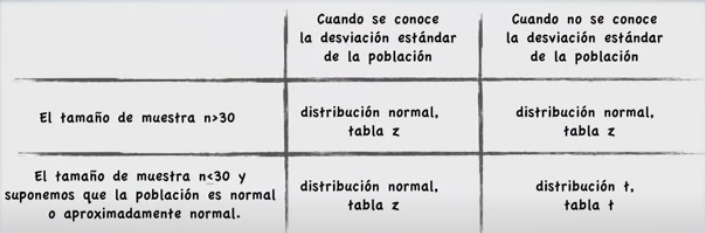 Cuando se conoce
la desviación estándar
de la población
Cuando no se conoce
la desviación estándar
de la población
El tamaño de muestra n>30
distribución normal,
tabla z
distribución normal,
tabla z
El tamaño de muestra n≤30 y
suponemos que la población es normal
o aproximadamente normal.
distribución normal,
tabla z
distribución t,
tabla t